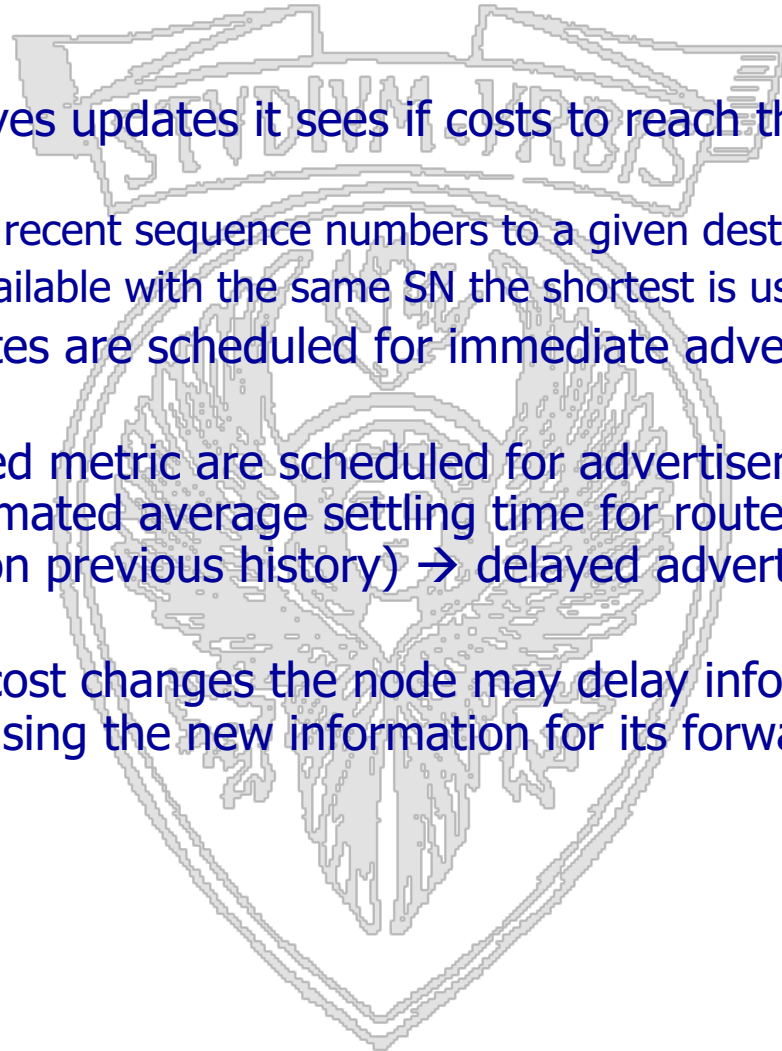 STVDIVM.VRBIS
ves updates it sees if costs to reach th
recent sequence numbers to a given dest
ailable with the same SN the shortest is us
tes are scheduled for immediate adve
ed metric are scheduled for advertisem
mated average settling time for route
on previous history) → delayed advert
cost changes the node may delay info
sing the new information for its forwa